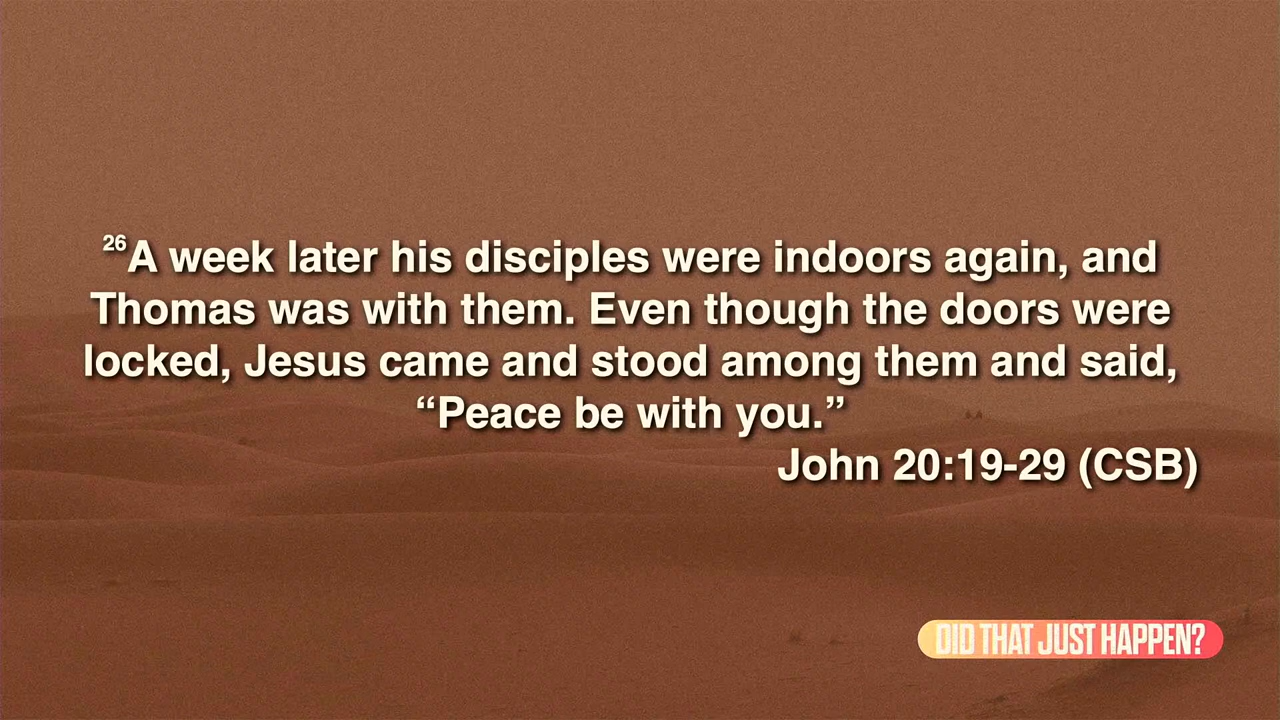 26A week later his disciples were indoors again, and
Thomas was with them. Even though the doors were
locked, Jesus came and stood among them and said,
“Peace be with you.”
John 20:19-29 (CSB)
DID THAT JUST HAPPEN?